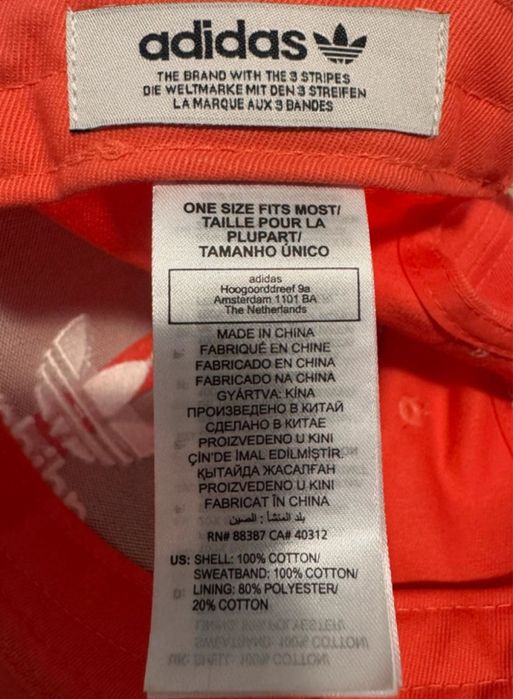 adidas
THE BRAND WITH THE 3 STRIPES
DIE WELTMARKE MIT DEN 3 STREIFEN
LA MARQUE AUX 3 BANDES
ONE SIZE FITS MOST/
TAILLE POUR LA
PLUPART/
TAMANHO ÚNICO
adidas
Hoogoorddreef 9a
Amsterdam 1101 BA
The Netherlands
MADE IN CHINA
FABRIQUÉ EN CHINE
FABRICADO EN CHINA
FABRICADO NA CHINA
GYÁRTVA: KÍNA
ПРОИЗВЕДЕНО В КИТАЙ
СДЕЛАНО В КИТАЕ
PROIZVEDENO U KINI
ÇİN'DE İMAL EDİLMİŞTİR.
ҚЫТАЙДА ЖАСАЛҒАН
PROIZVEDENO U KINI
FABRICAT ÎN CHINA
بلد المنشأ : الصين
RN# 88387 CA# 40312
US: SHELL: 100% COTTON/
SWEATBAND: 100% COTTON/
LINING: 80% POLYESTER/
20% COTTON